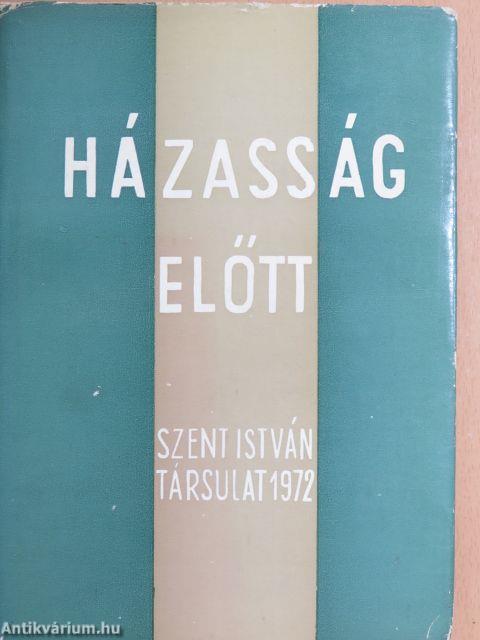 HÁZASSÁG
ELŐTT
SZENT ISTVÁN
TÁRSULAT 1972
Antikvárium.hu